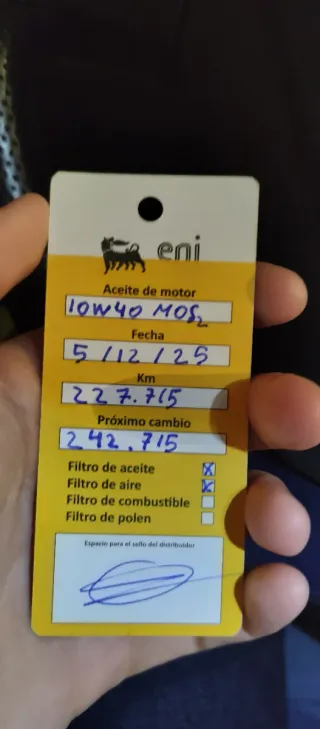 eni
Aceite de motor
10W40 MOS₂
Fecha
5/12/25
Km
227.715
Próximo cambio
242.715
Filtro de aceite
Filtro de aire
Filtro de combustible
Filtro de polen
Espacio para el sello del distribuidor